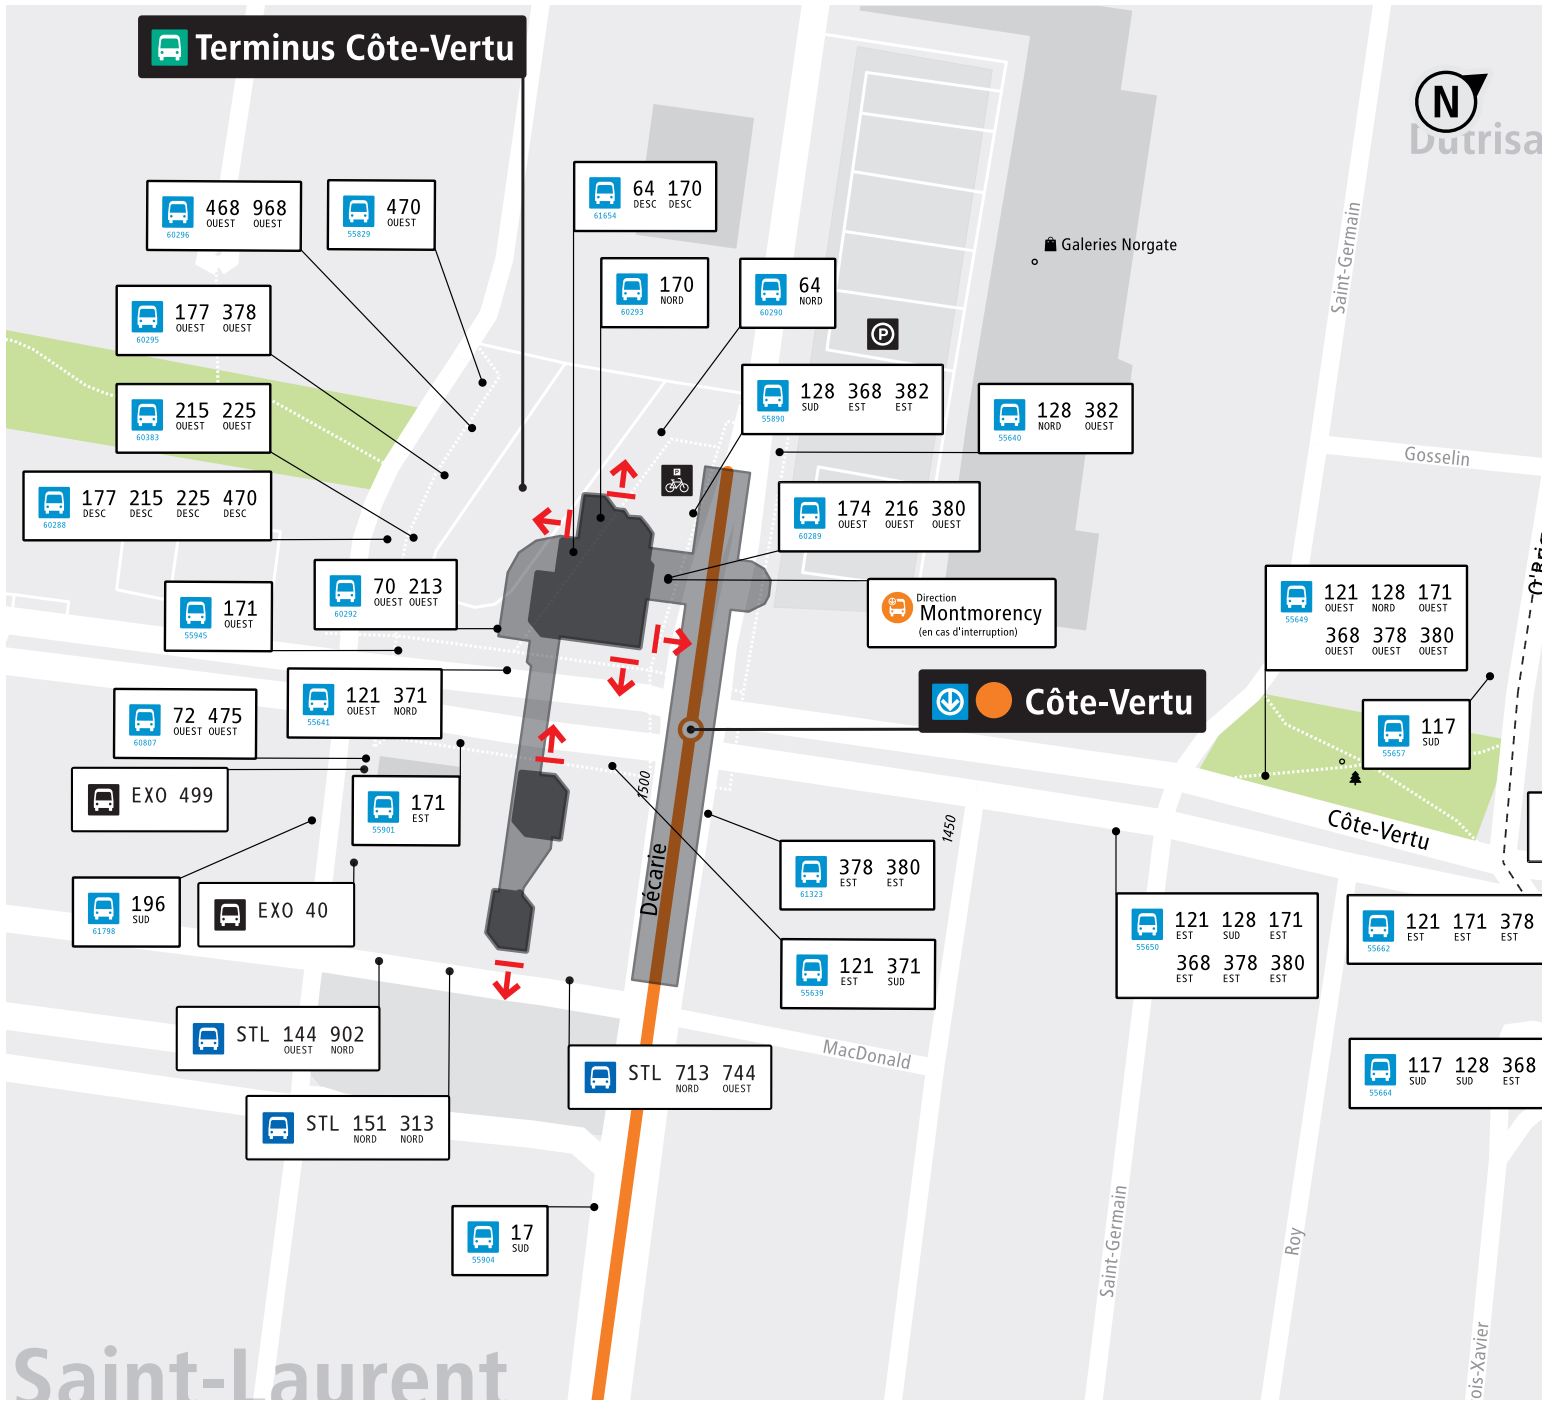 Terminus Côte-Vertu
N
Dutrisa
468 968
OUEST OUEST
60296
470
OUEST
55829
64 170
DESC DESC
61654
Saint-Germain
Galeries Norgate
177 378
OUEST OUEST
60295
170
NORD
60293
64
NORD
60290
P
215 225
OUEST OUEST
60383
128 368 382
SUD EST EST
55890
128 382
NORD OUEST
55640
Gosselin
177 215 225 470
DESC DESC DESC DESC
60288
P
174 216 380
OUEST OUEST OUEST
60289
70 213
OUEST OUEST
60292
171
OUEST
55945
Direction
Montmorency
(en cas d'interruption)
121 128 171
OUEST NORD OUEST
55649
368 378 380
OUEST OUEST OUEST
121 371
OUEST NORD
55641
Côte-Vertu
72 475
OUEST OUEST
60807
117
SUD
55657
EXO 499
171
EST
55901
1500
1450
Côte-Vertu
Décarie
378 380
EST EST
61323
196
SUD
61798
EXO 40
121 128 171
EST SUD EST
55650
368 378 380
EST EST EST
121 171 378
EST EST EST
55662
121 371
EST SUD
55639
STL 144 902
OUEST NORD
MacDonald
STL 713 744
NORD OUEST
117 128 368
SUD SUD EST
55664
STL 151 313
NORD NORD
17
SUD
55904
Saint-Germain
Roy
ois-Xavier
Saint-Laurent